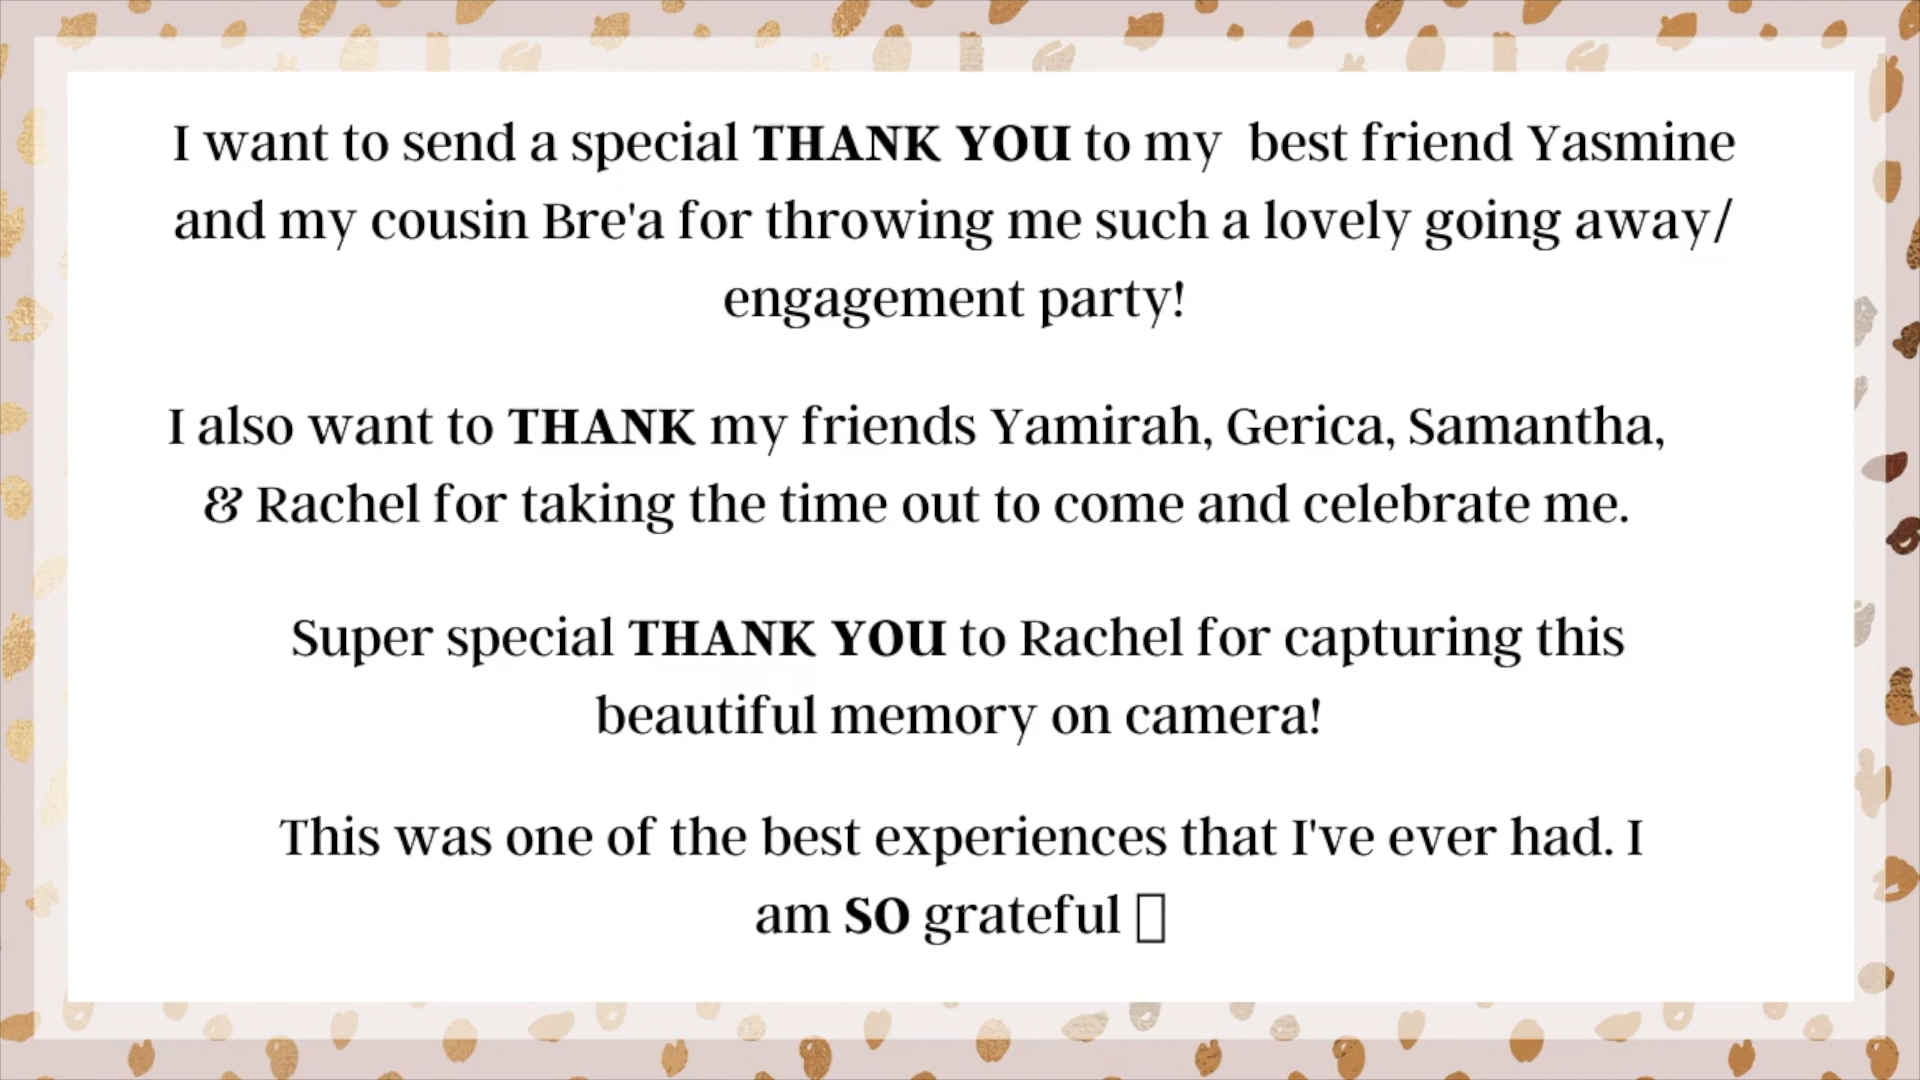 I want to send a special THANK YOU to my  best friend Yasmine
and my cousin Bre'a for throwing me such a lovely going away/
engagement party!
I also want to THANK my friends Yamirah, Gerica, Samantha,
& Rachel for taking the time out to come and celebrate me.
Super special THANK YOU to Rachel for capturing this
beautiful memory on camera!
This was one of the best experiences that I've ever had. I
am SO grateful